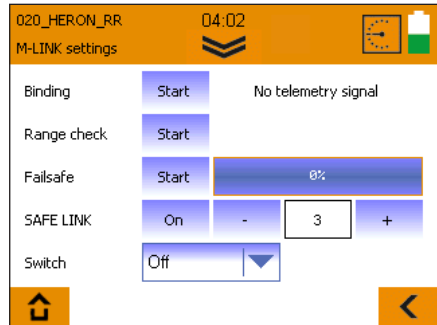 020_HERON_RR 04:02
M-LINK settings
Binding Start No telemetry signal
Range check Start
Failsafe Start 0%
SAFE LINK On - 3 +
Switch Off